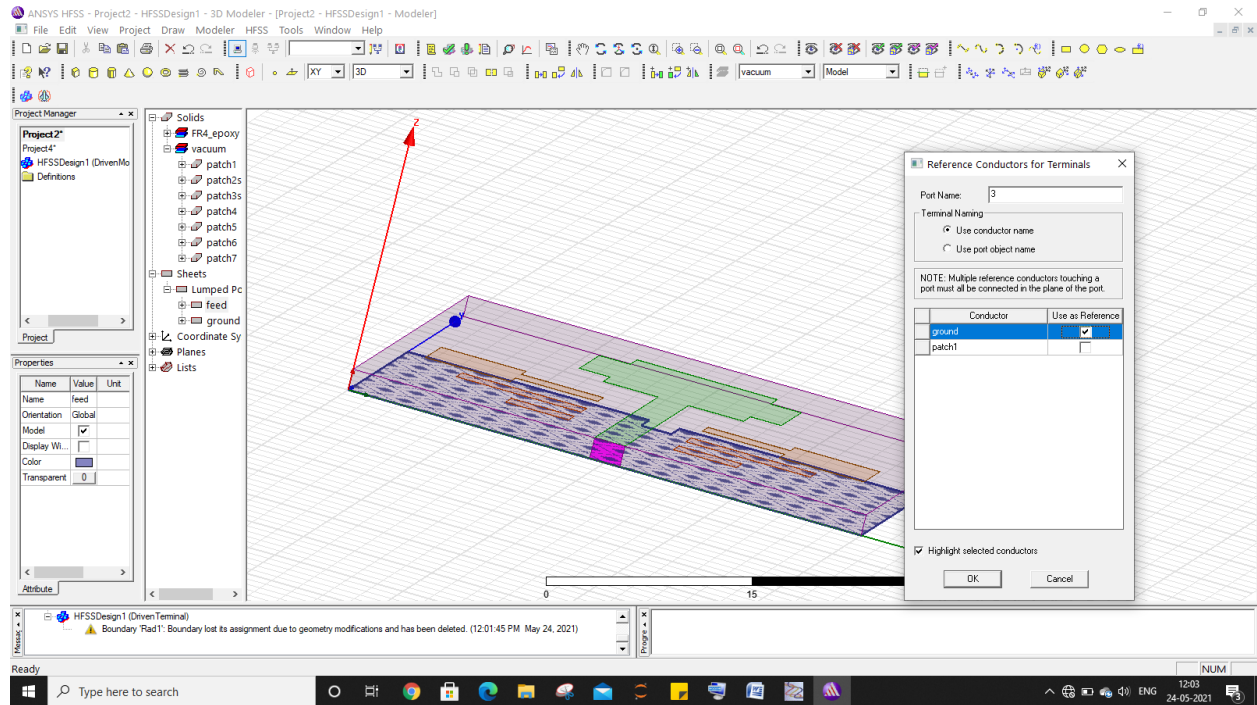 ANSYS HFSS - Project2 - HFSSDesign1 - 3D Modeler - [Project2 - HFSSDesign1 - Modeler]
File Edit View Project Draw Modeler HFSS Tools Window Help
XY 3D vacuum Model
Project Manager
Project2*
Project4*
HFSSDesign1 (DrivenMo
Definitions
Project
Properties
Name Value Unit
Name feed
Orientation Global
Model
Display Wi...
Color
Transparent 0
Attribute
Solids
FR4_epoxy
vacuum
patch1
patch2s
patch3s
patch4
patch5
patch6
patch7
Sheets
Lumped Pc
feed
ground
Coordinate Sy
Planes
Lists
z
0 15
Reference Conductors for Terminals
Port Name: 3
Terminal Naming
Use conductor name
Use port object name
NOTE: Multiple reference conductors touching a
port must all be connected in the plane of the port.
Conductor Use as Reference
ground
patch1
Highlight selected conductors
OK Cancel
HFSSDesign1 (DrivenTerminal)
Boundary 'Rad1': Boundary lost its assignment due to geometry modifications and has been deleted. (12:01:45 PM May 24, 2021)
Progre
Ready NUM
Type here to search
ENG
12:03
24-05-2021
3